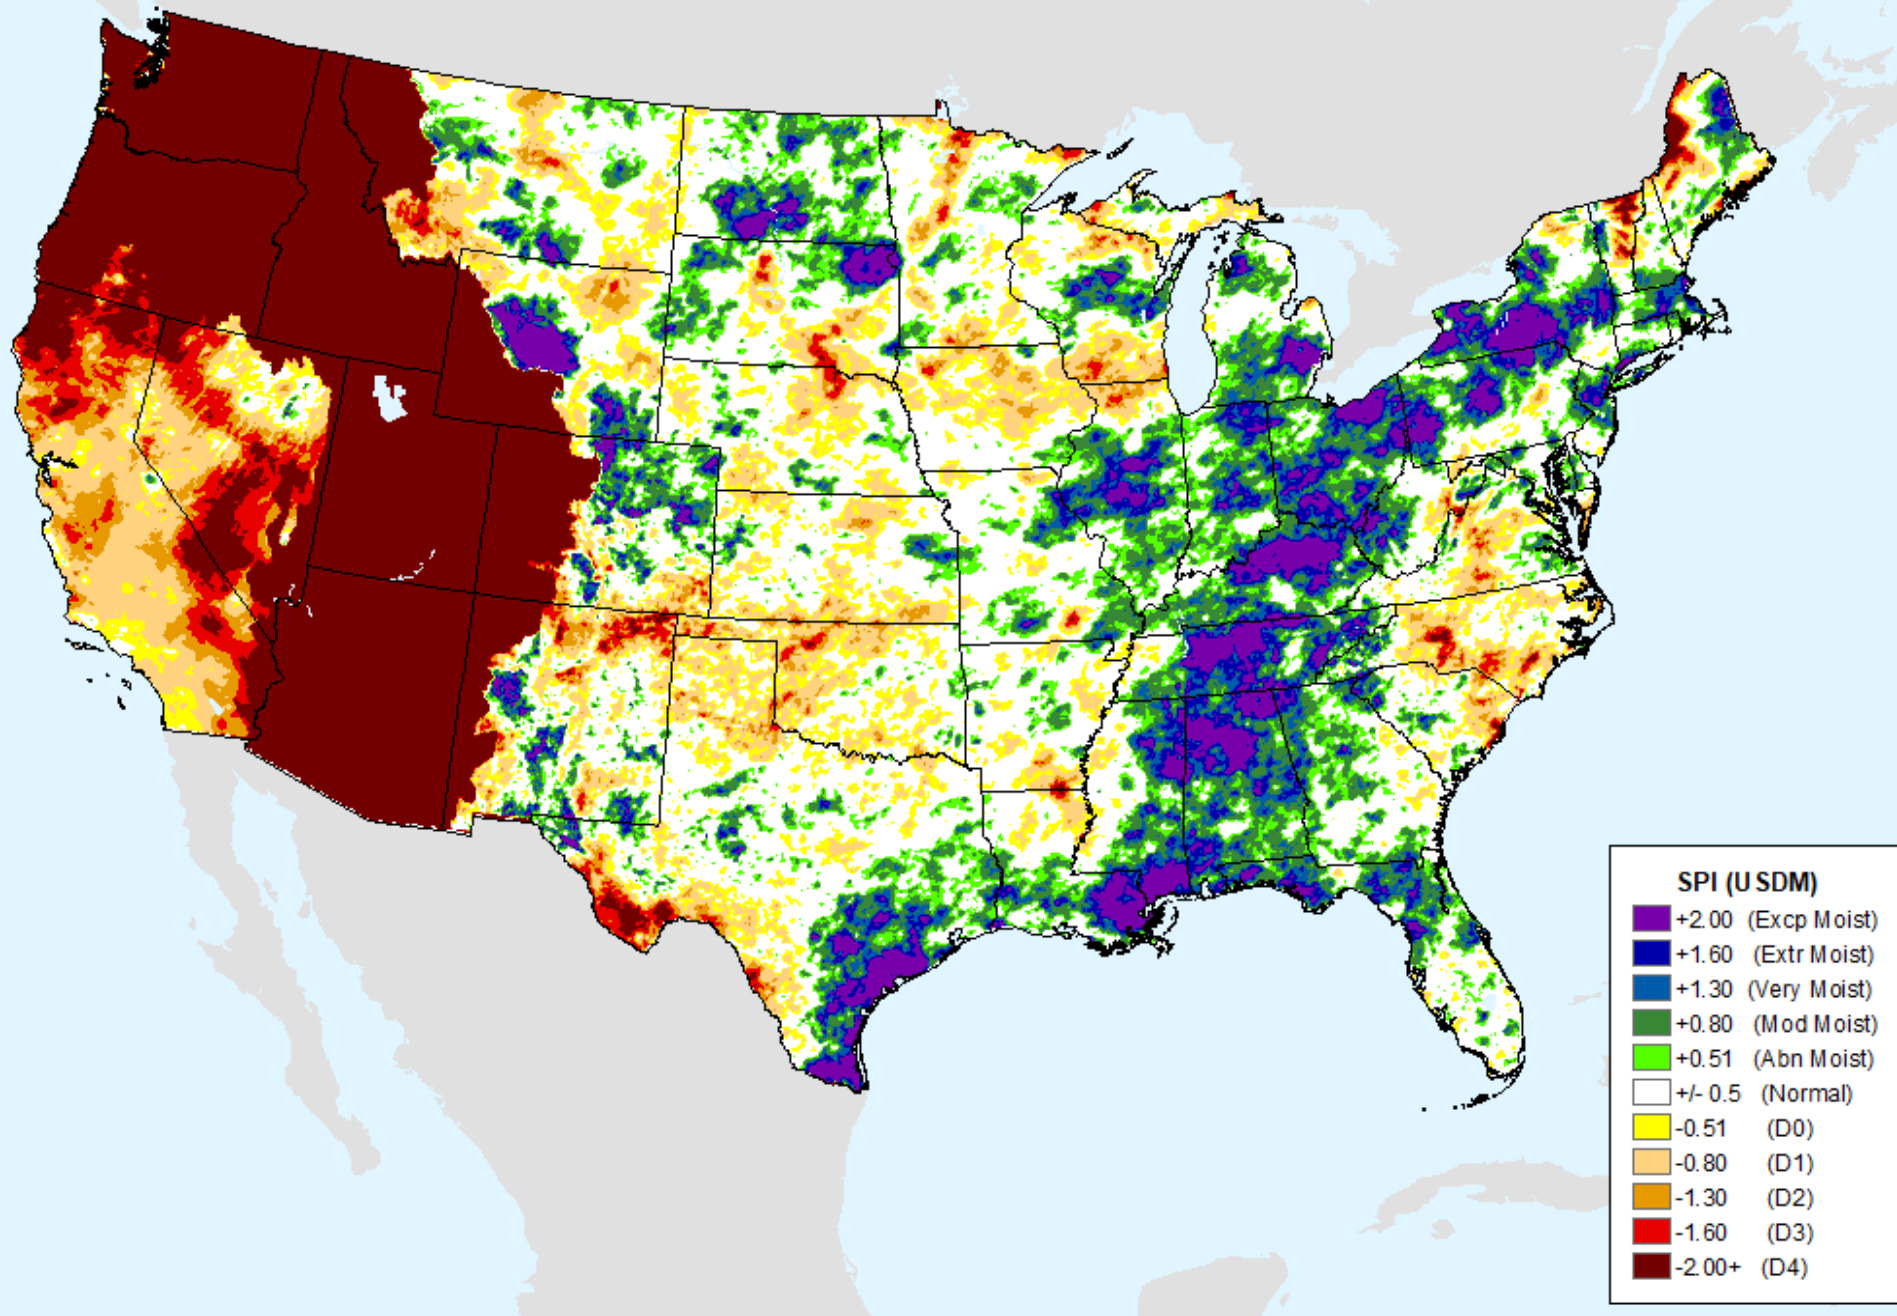 SPI (USDM)
+2.00 (Excp Moist)
+1.60 (Extr Moist)
+1.30 (Very Moist)
+0.80 (Mod Moist)
+0.51 (Abn Moist)
+/- 0.5 (Normal)
-0.51 (D0)
-0.80 (D1)
-1.30 (D2)
-1.60 (D3)
-2.00+ (D4)